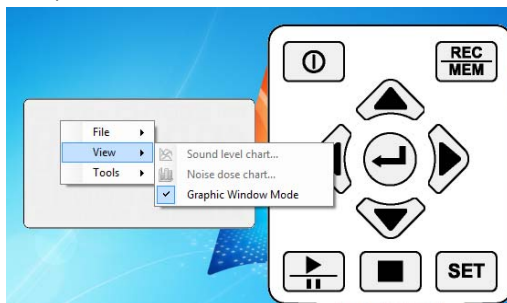 REC
MEM
File
View
Tools
Sound level chart...
Noise dose chart...
Graphic Window Mode
SET